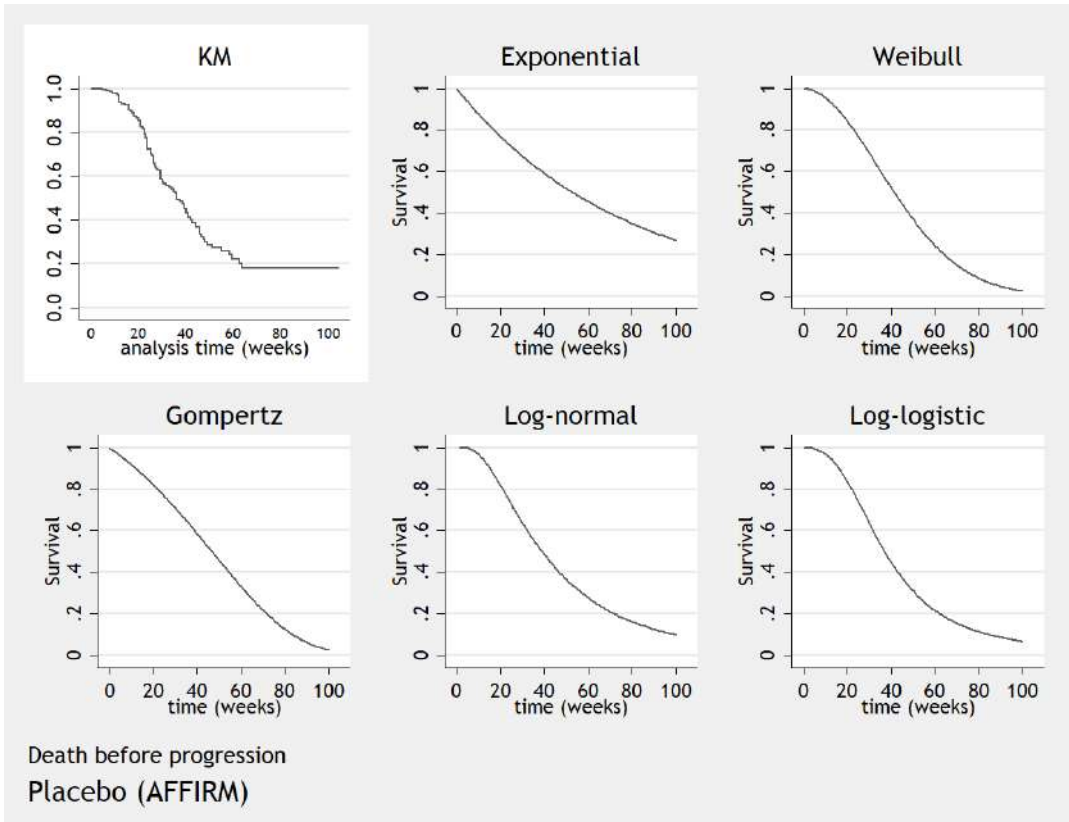 KM
Exponential
Weibull
1.0
0.8
0.6
0.4
0.2
0.0
0 20 40 60 80 100
analysis time (weeks)
Survival
1
.8
.6
.4
.2
0
0 20 40 60 80 100
time (weeks)
Survival
1
.8
.6
.4
.2
0
0 20 40 60 80 100
time (weeks)
Gompertz
Log-normal
Log-logistic
Survival
1
.8
.6
.4
.2
0
0 20 40 60 80 100
time (weeks)
Survival
1
.8
.6
.4
.2
0
0 20 40 60 80 100
time (weeks)
Survival
1
.8
.6
.4
.2
0
0 20 40 60 80 100
time (weeks)
Death before progression
Placebo (AFFIRM)